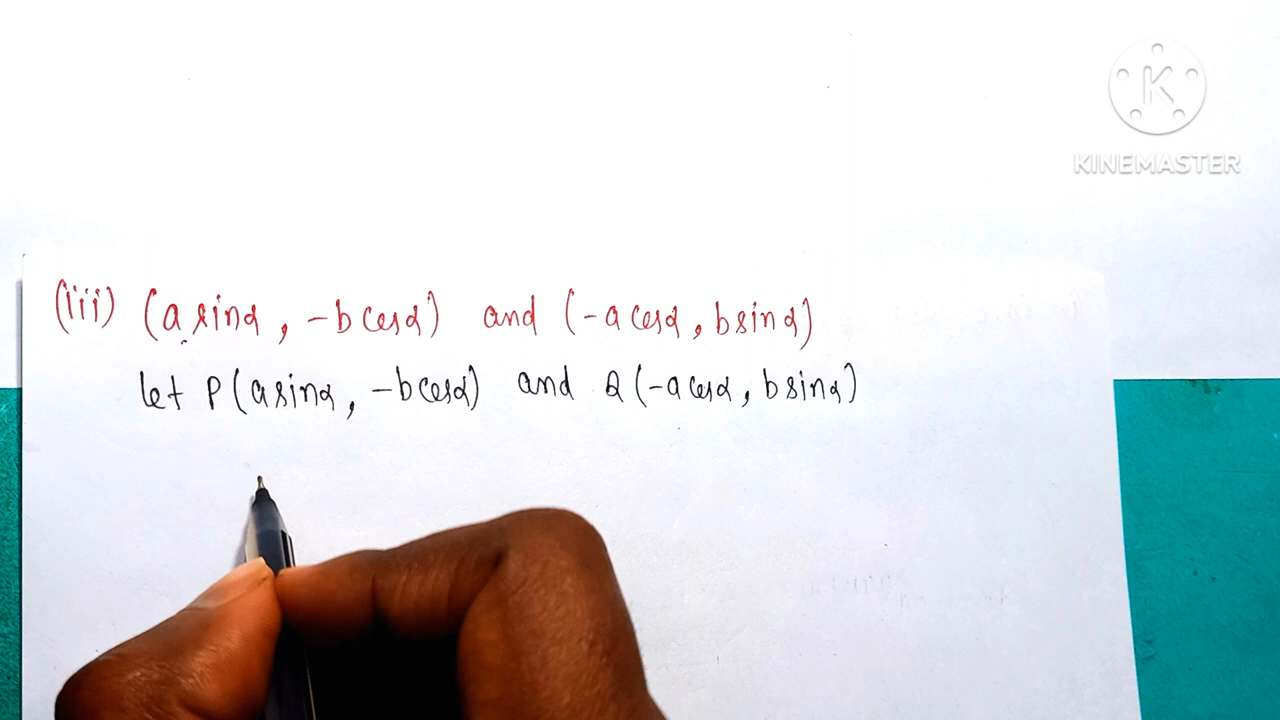 K
KINEMASTER
(iii) (a sinα, -b cosα) and (-a cosα, b sinα)
let P(a sinα, -b cosα) and Q(-a cosα, b sinα)